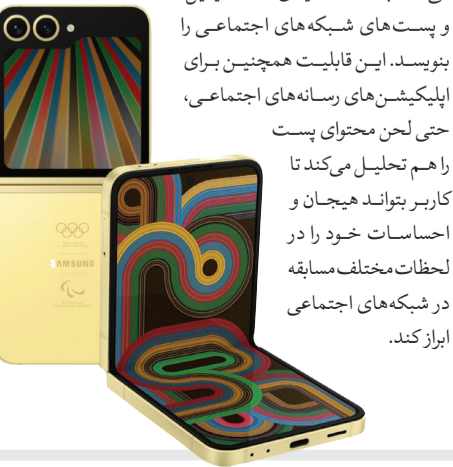 و پست‌های شبکه‌های اجتماعی را
بنویسد. این قابلیت همچنین برای
اپلیکیشن‌های رسانه‌های اجتماعی،
حتی لحن محتوای پست
را هم تحلیل می‌کند تا
کاربر بتواند هیجان و
احساسات خود را در
لحظات مختلف مسابقه
در شبکه‌های اجتماعی
ابراز کند.
SAMSUNG